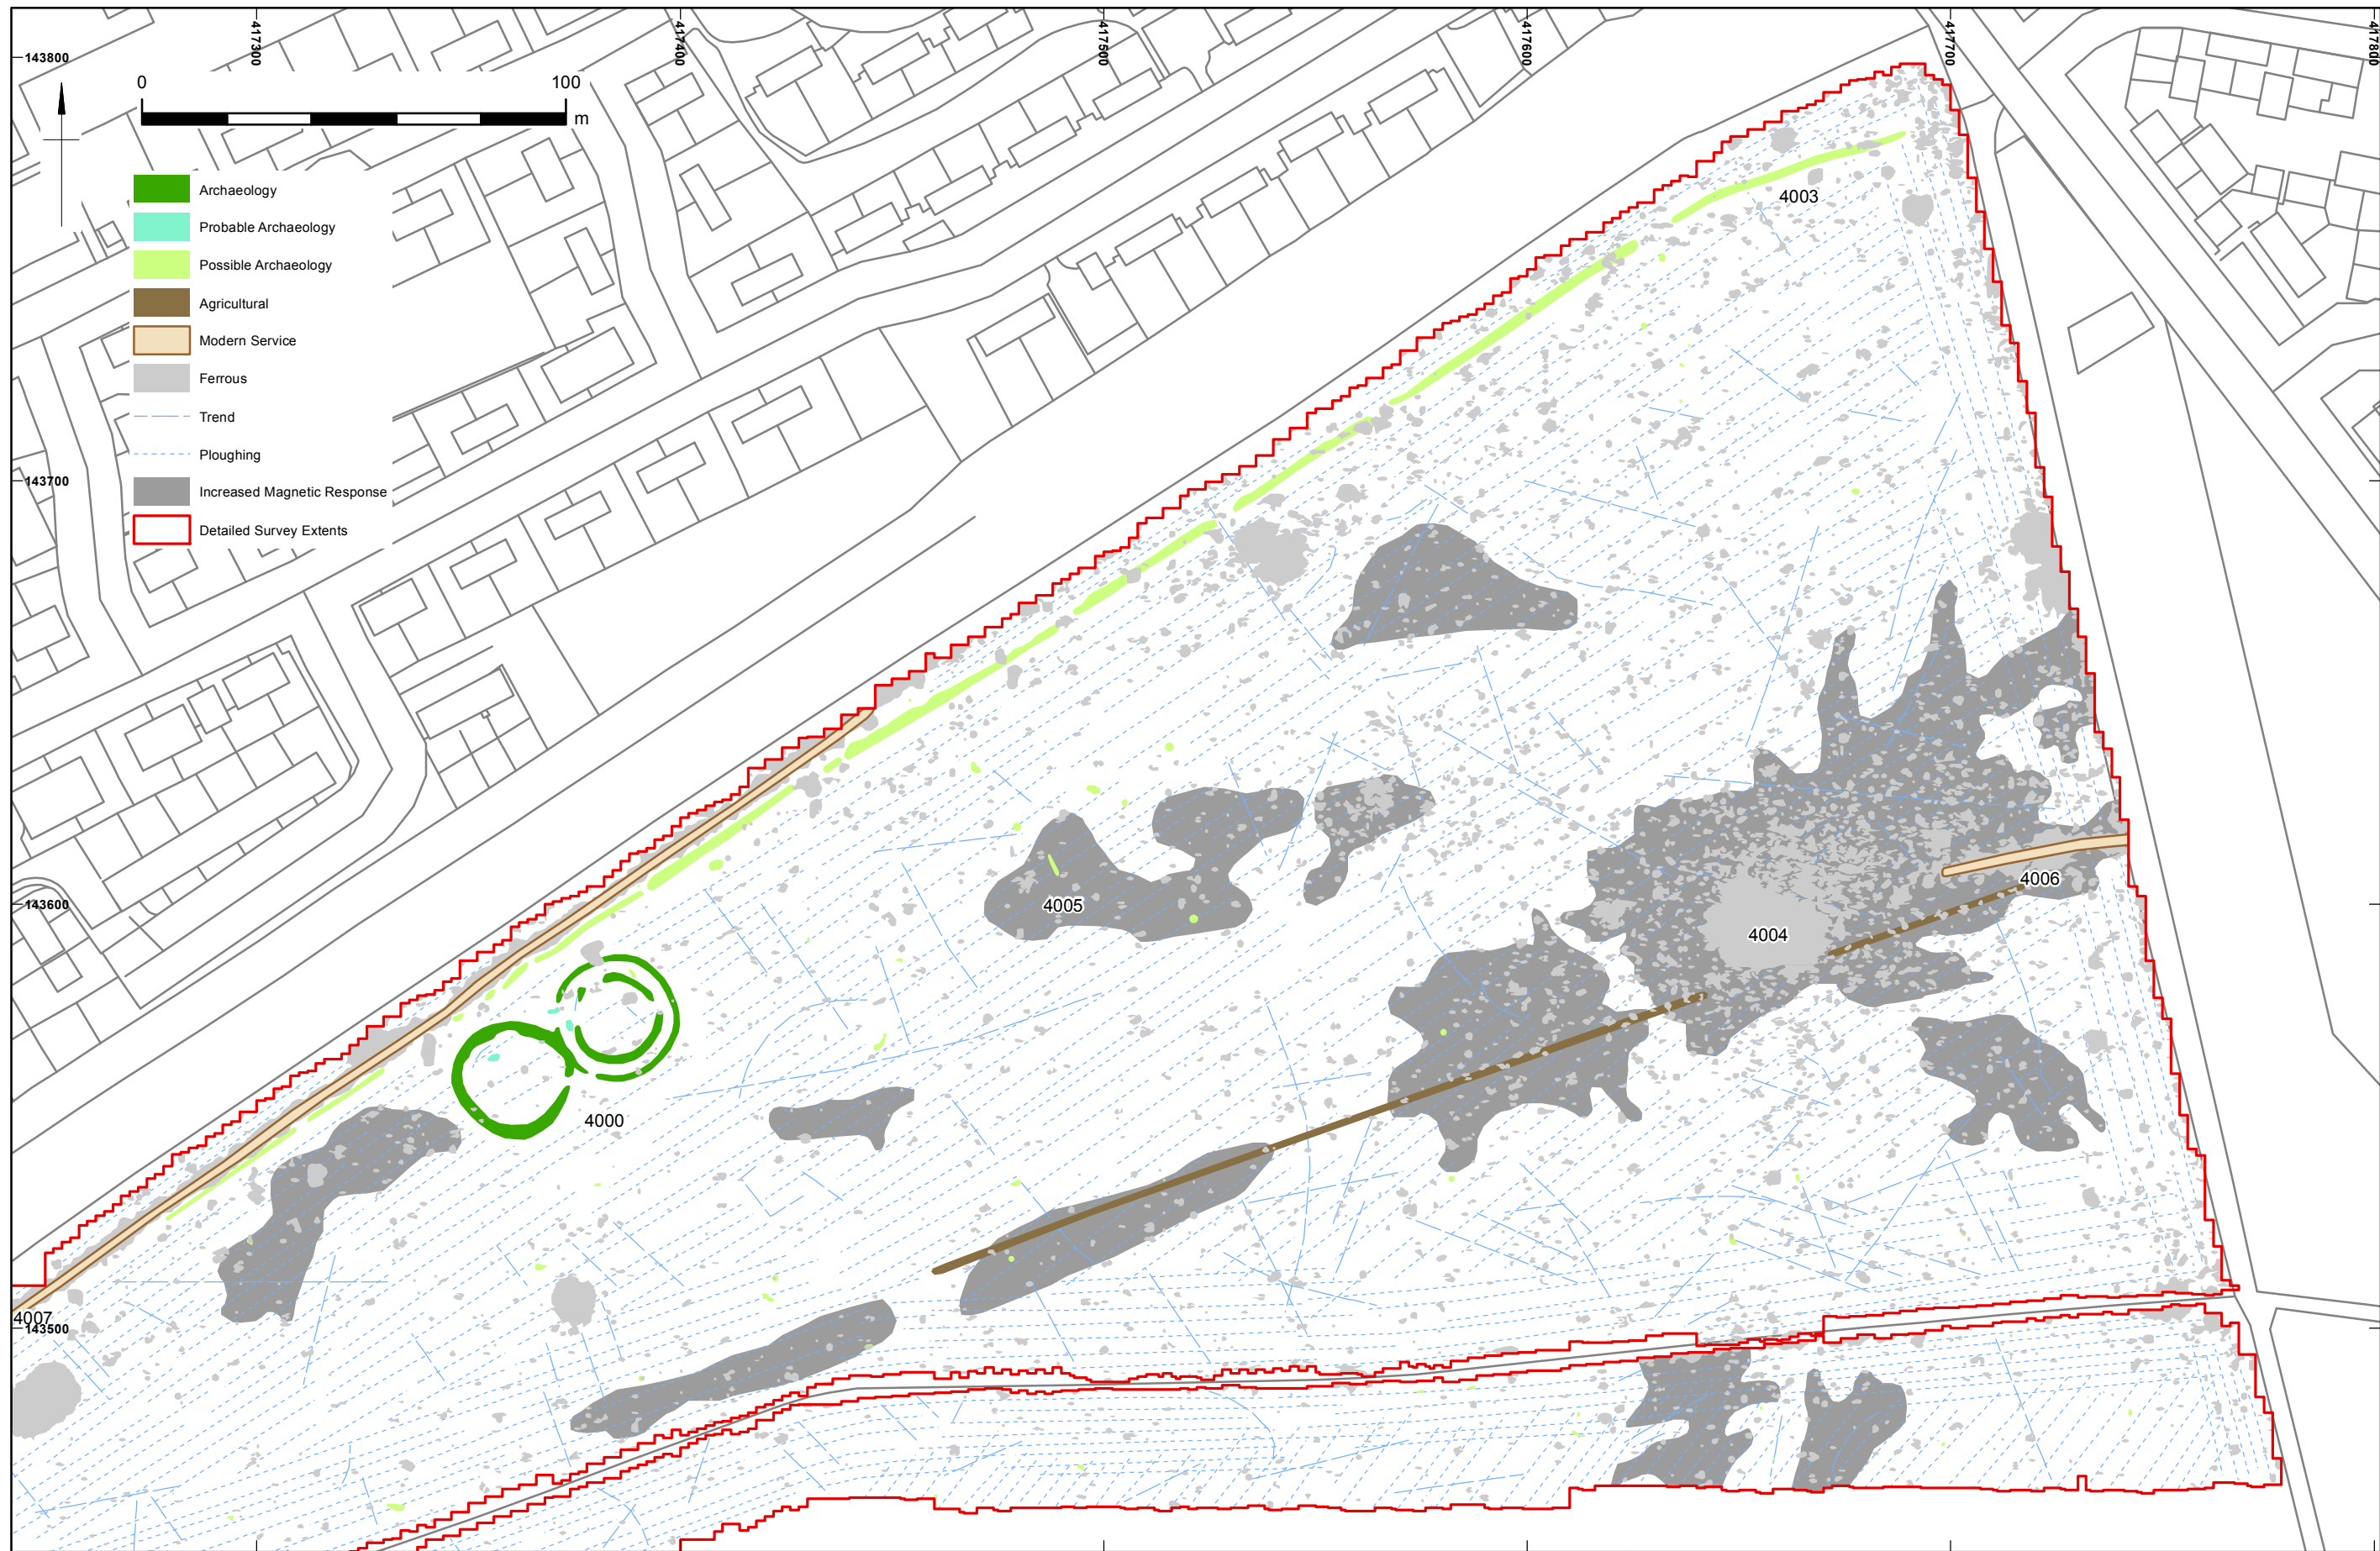 417300
417400
417500
417600
417700
417800
143800
0 100
m
Archaeology
Probable Archaeology
4003
Possible Archaeology
Agricultural
Modern Service
Ferrous
Trend
Ploughing
143700
Increased Magnetic Response
Detailed Survey Extents
4006
143600
4005
4004
4000
4007
143500